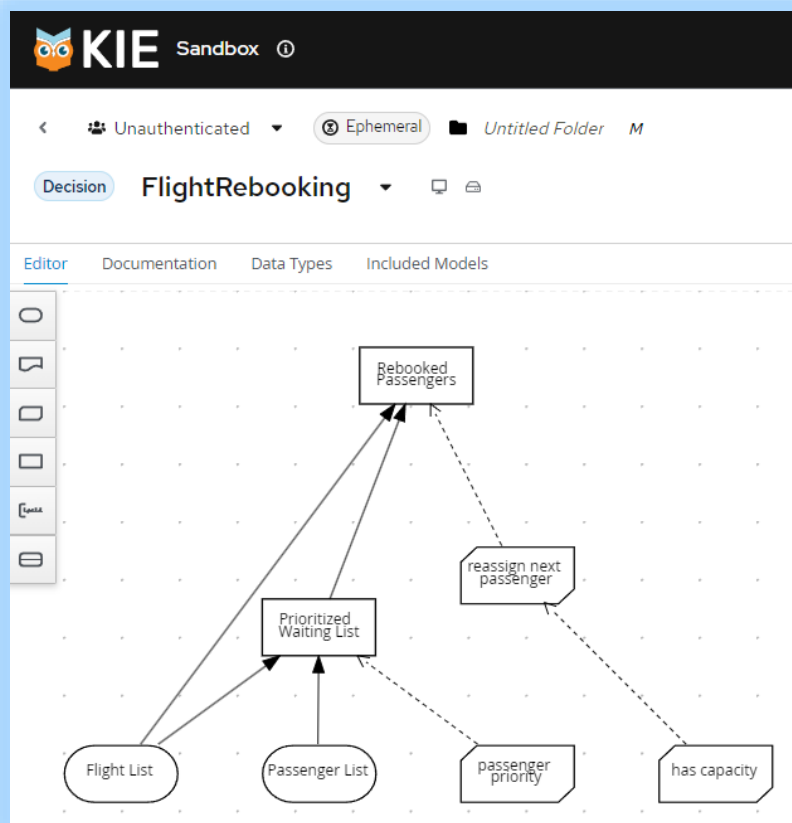 KIE Sandbox
Unauthenticated Ephemeral Untitled Folder M
Decision FlightRebooking
Editor Documentation Data Types Included Models
Rebooked
Passengers
reassign next
passenger
Prioritized
Waiting List
Flight List
Passenger List
passenger
priority
has capacity